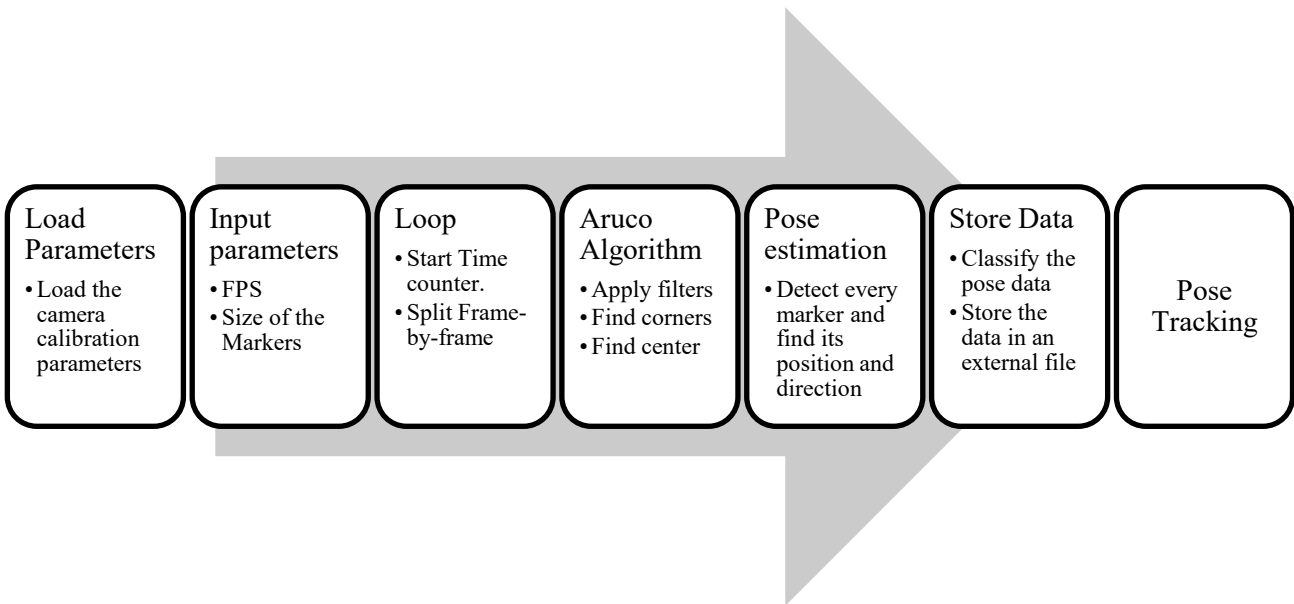 Load
Parameters
• Load the
camera
calibration
parameters
Input
parameters
• FPS
• Size of the
Markers
Loop
• Start Time
counter.
• Split Frame-
by-frame
Aruco
Algorithm
• Apply filters
• Find corners
• Find center
Pose
estimation
• Detect every
marker and
find its
position and
direction
Store Data
• Classify the
pose data
• Store the
data in an
external file
Pose
Tracking